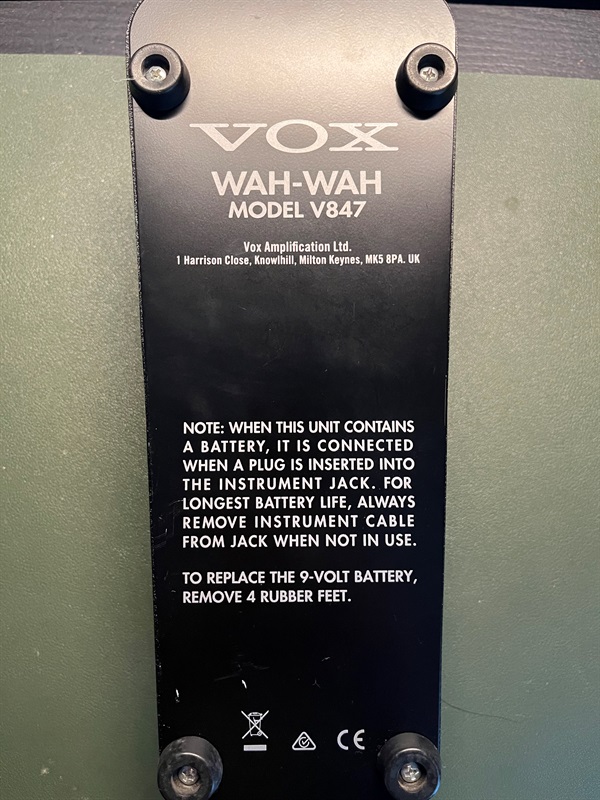 VOX
WAH-WAH
MODEL V847
Vox Amplification Ltd.
1 Harrison Close, Knowlhill, Milton Keynes, MK5 8PA. UK
NOTE: WHEN THIS UNIT CONTAINS
A BATTERY, IT IS CONNECTED
WHEN A PLUG IS INSERTED INTO
THE INSTRUMENT JACK. FOR
LONGEST BATTERY LIFE, ALWAYS
REMOVE INSTRUMENT CABLE
FROM JACK WHEN NOT IN USE.
TO REPLACE THE 9-VOLT BATTERY,
REMOVE 4 RUBBER FEET.
CE